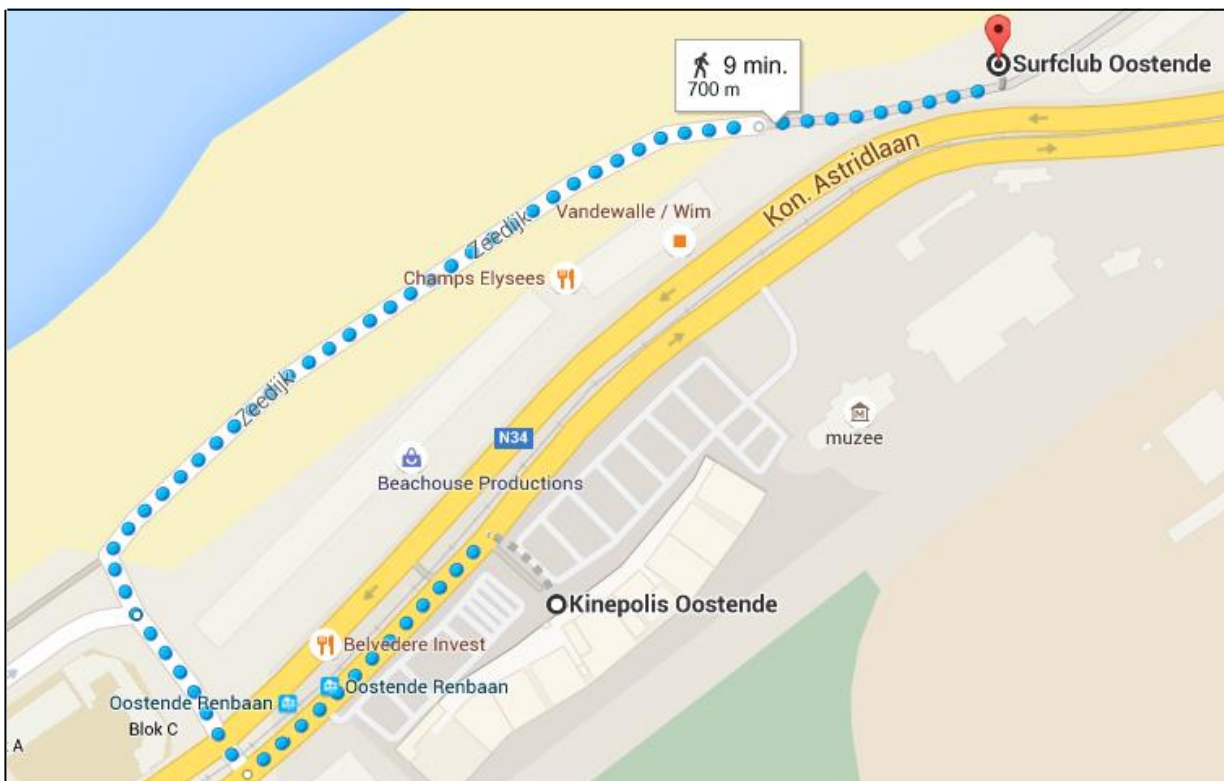 9 min.
700 m
Surfclub Oostende
Kon. Astridlaan
Vandewalle / Wim
Zeedijk
Champs Elysees
Zeedijk
muzee
N34
Beachouse Productions
Kinepolis Oostende
Belvedere Invest
Oostende Renbaan
Oostende Renbaan
Blok C
A